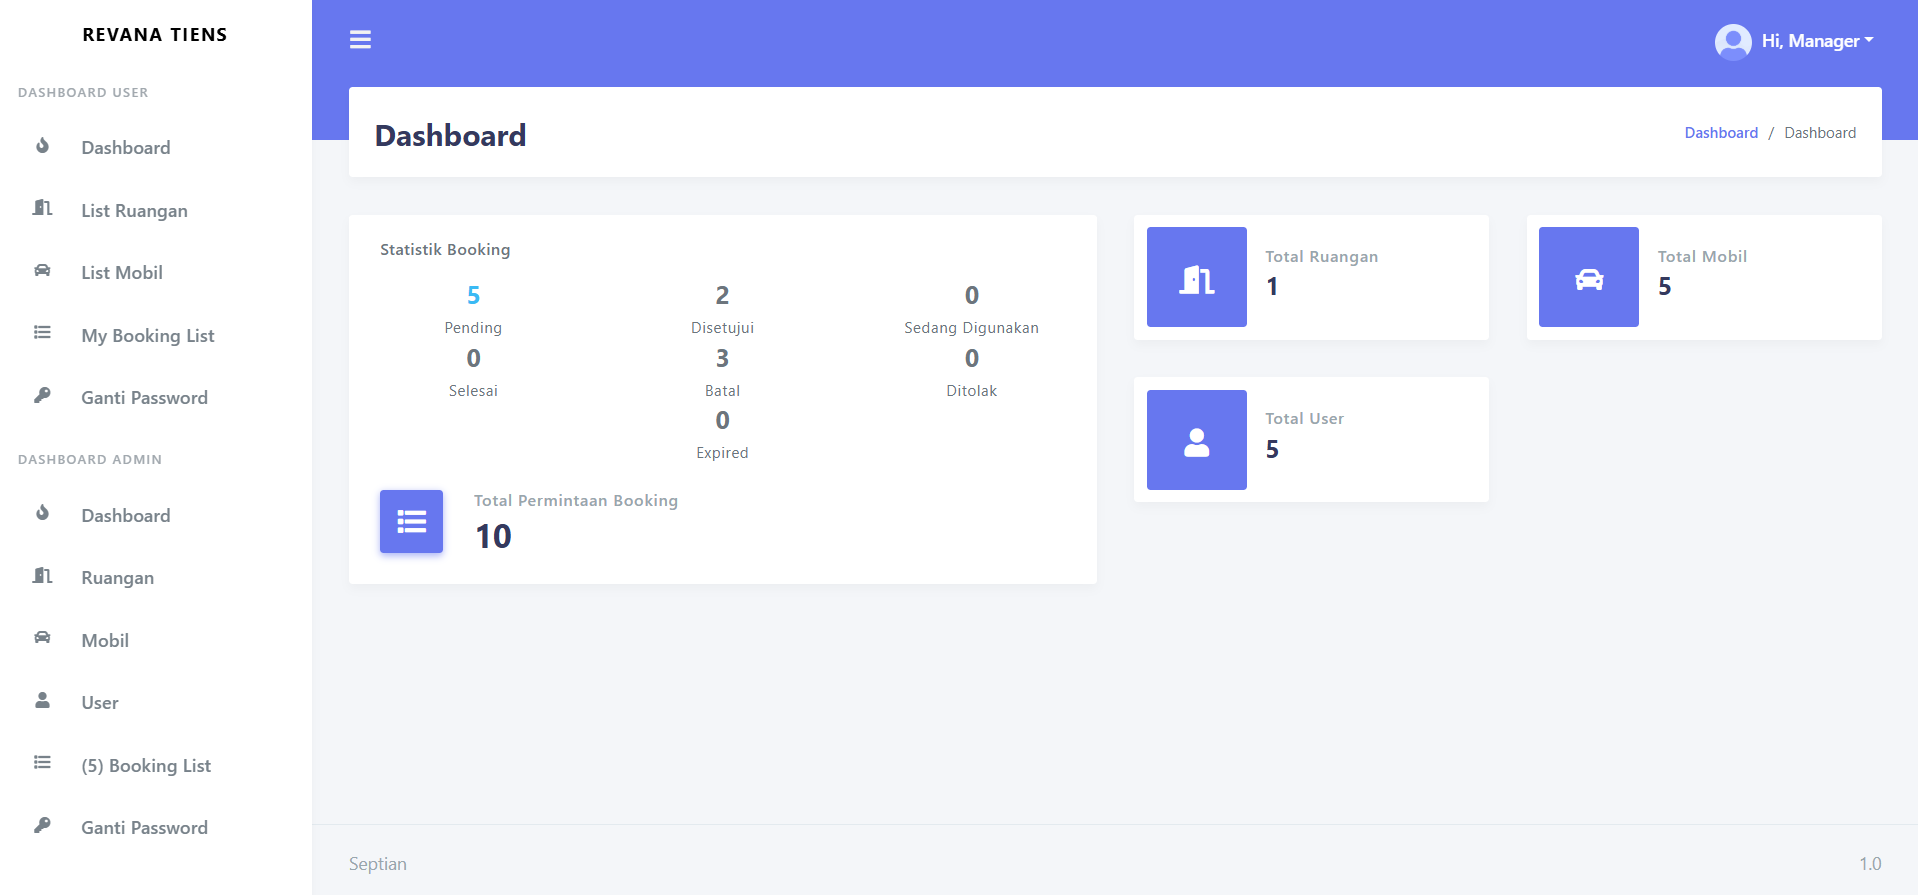 REVANA TIENS
DASHBOARD USER
Dashboard
List Ruangan
List Mobil
My Booking List
Ganti Password
DASHBOARD ADMIN
Dashboard
Ruangan
Mobil
User
(5) Booking List
Ganti Password
Hi, Manager
Dashboard
Dashboard / Dashboard
Statistik Booking
5
Pending
2
Disetujui
0
Sedang Digunakan
0
Selesai
3
Batal
0
Ditolak
0
Expired
Total Permintaan Booking
10
Total Ruangan
1
Total Mobil
5
Total User
5
Septian
1.0